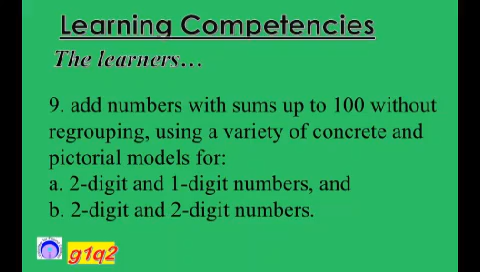 Learning Competencies
The learners…
9. add numbers with sums up to 100 without
regrouping, using a variety of concrete and
pictorial models for:
a. 2-digit and 1-digit numbers, and
b. 2-digit and 2-digit numbers.
g1q2